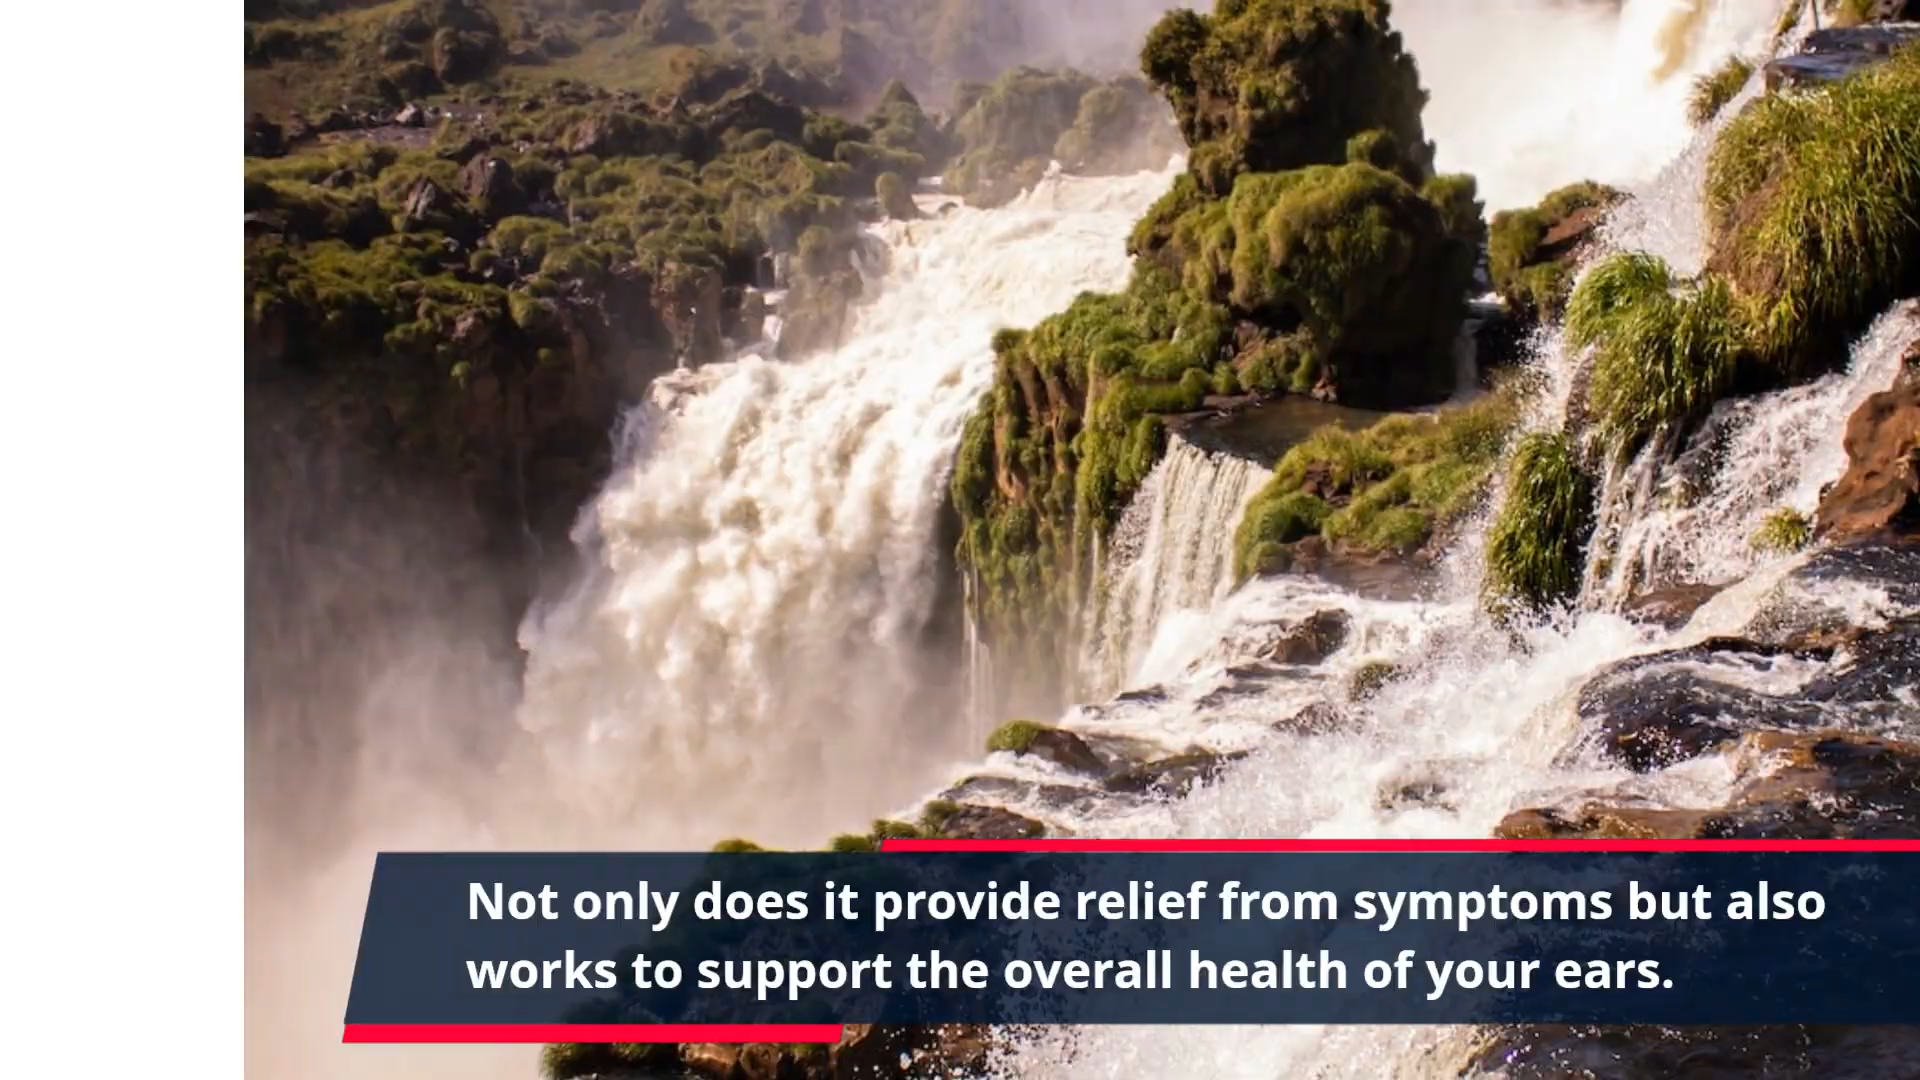 Not only does it provide relief from symptoms but also
works to support the overall health of your ears.